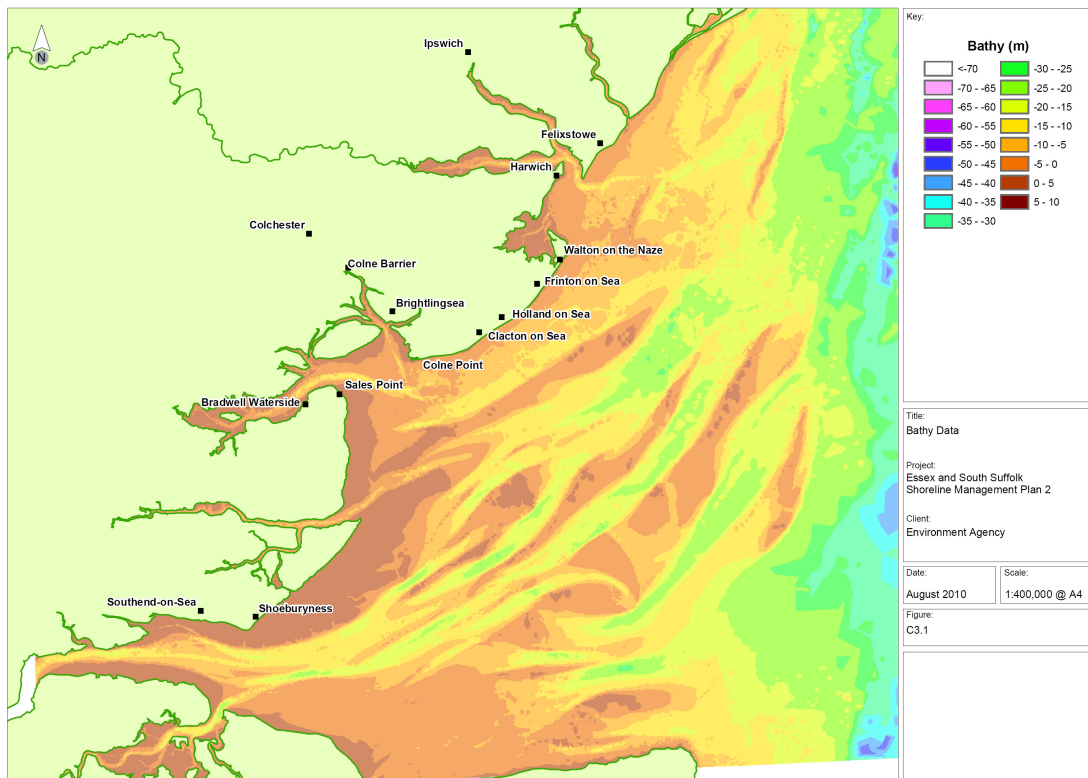 N
Ipswich
Felixstowe
Harwich
Colchester
Walton on the Naze
Colne Barrier
Frinton on Sea
Brightlingsea
Holland on Sea
Clacton on Sea
Colne Point
Sales Point
Bradwell Waterside
Southend-on-Sea
Shoeburyness
Key:
Bathy (m)
<-70
-70 - -65
-65 - -60
-60 - -55
-55 - -50
-50 - -45
-45 - -40
-40 - -35
-35 - -30
-30 - -25
-25 - -20
-20 - -15
-15 - -10
-10 - -5
-5 - 0
0 - 5
5 - 10
Title:
Bathy Data
Project:
Essex and South Suffolk
Shoreline Management Plan 2
Client:
Environment Agency
Date:
August 2010
Scale:
1:400,000 @ A4
Figure:
C3.1